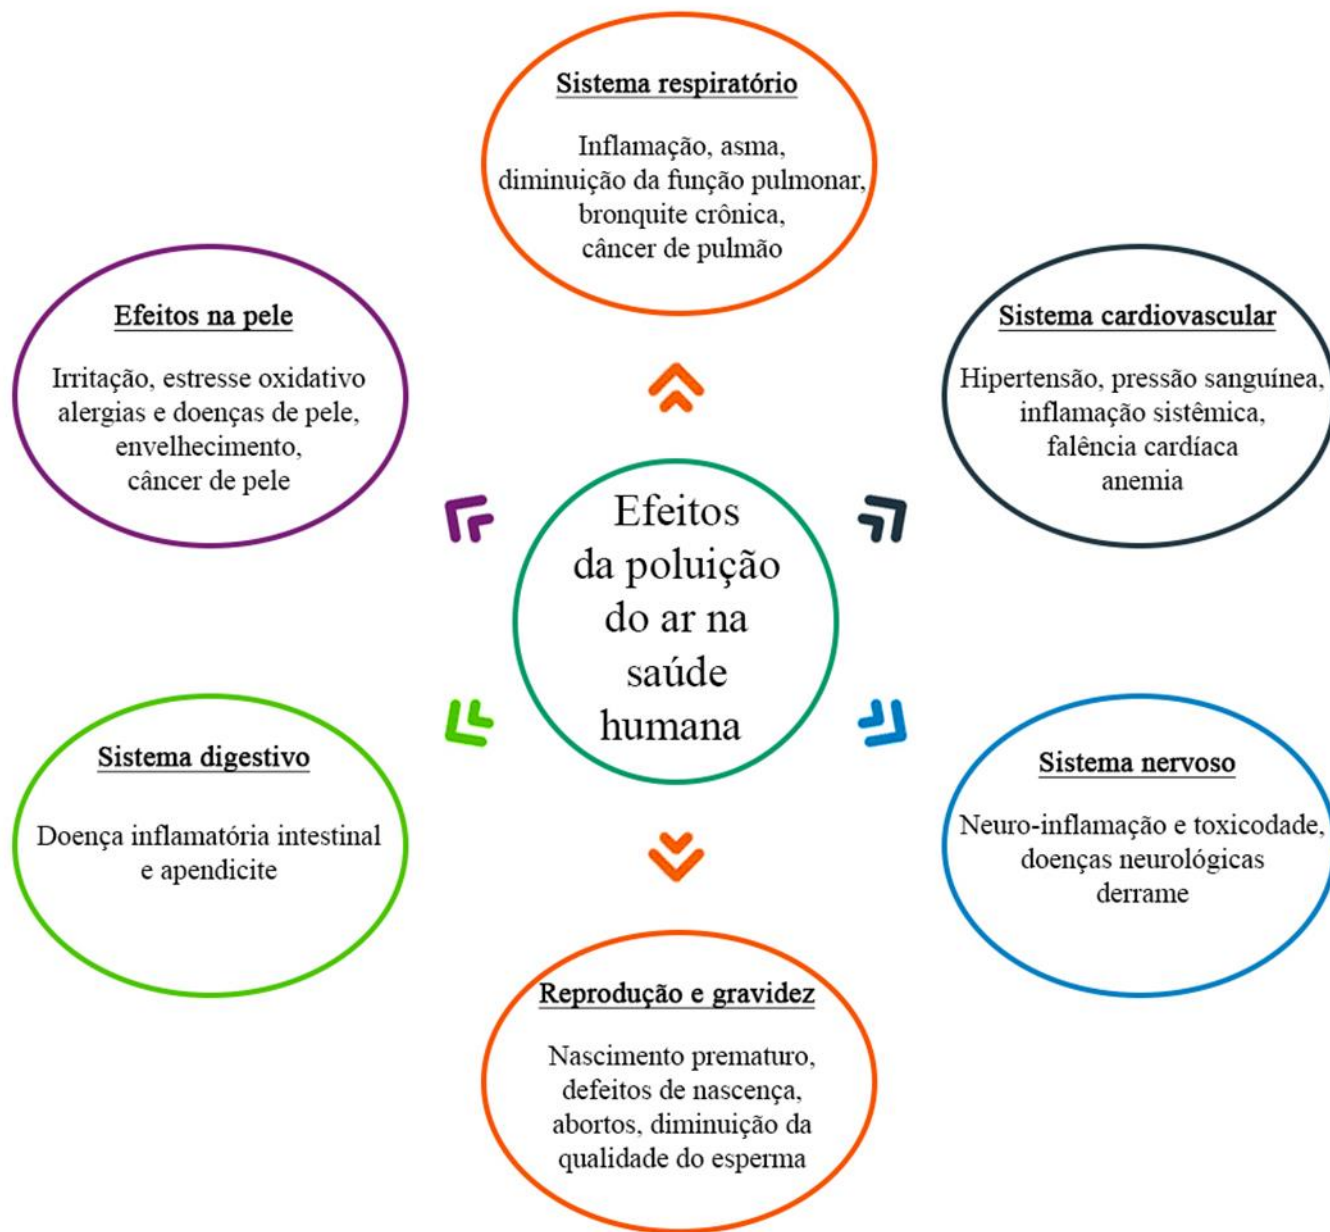 Sistema respiratório
Inflamação, asma,
diminuição da função pulmonar,
bronquite crônica,
câncer de pulmão
Efeitos na pele
Irritação, estresse oxidativo
alergias e doenças de pele,
envelhecimento,
câncer de pele
Sistema cardiovascular
Hipertensão, pressão sanguínea,
inflamação sistêmica,
falência cardíaca
anemia
Efeitos
da poluição
do ar na
saúde
humana
Sistema digestivo
Doença inflamatória intestinal
e apendicite
Sistema nervoso
Neuro-inflamação e toxicodade,
doenças neurológicas
derrame
Reprodução e gravidez
Nascimento prematuro,
defeitos de nascença,
abortos, diminuição da
qualidade do esperma